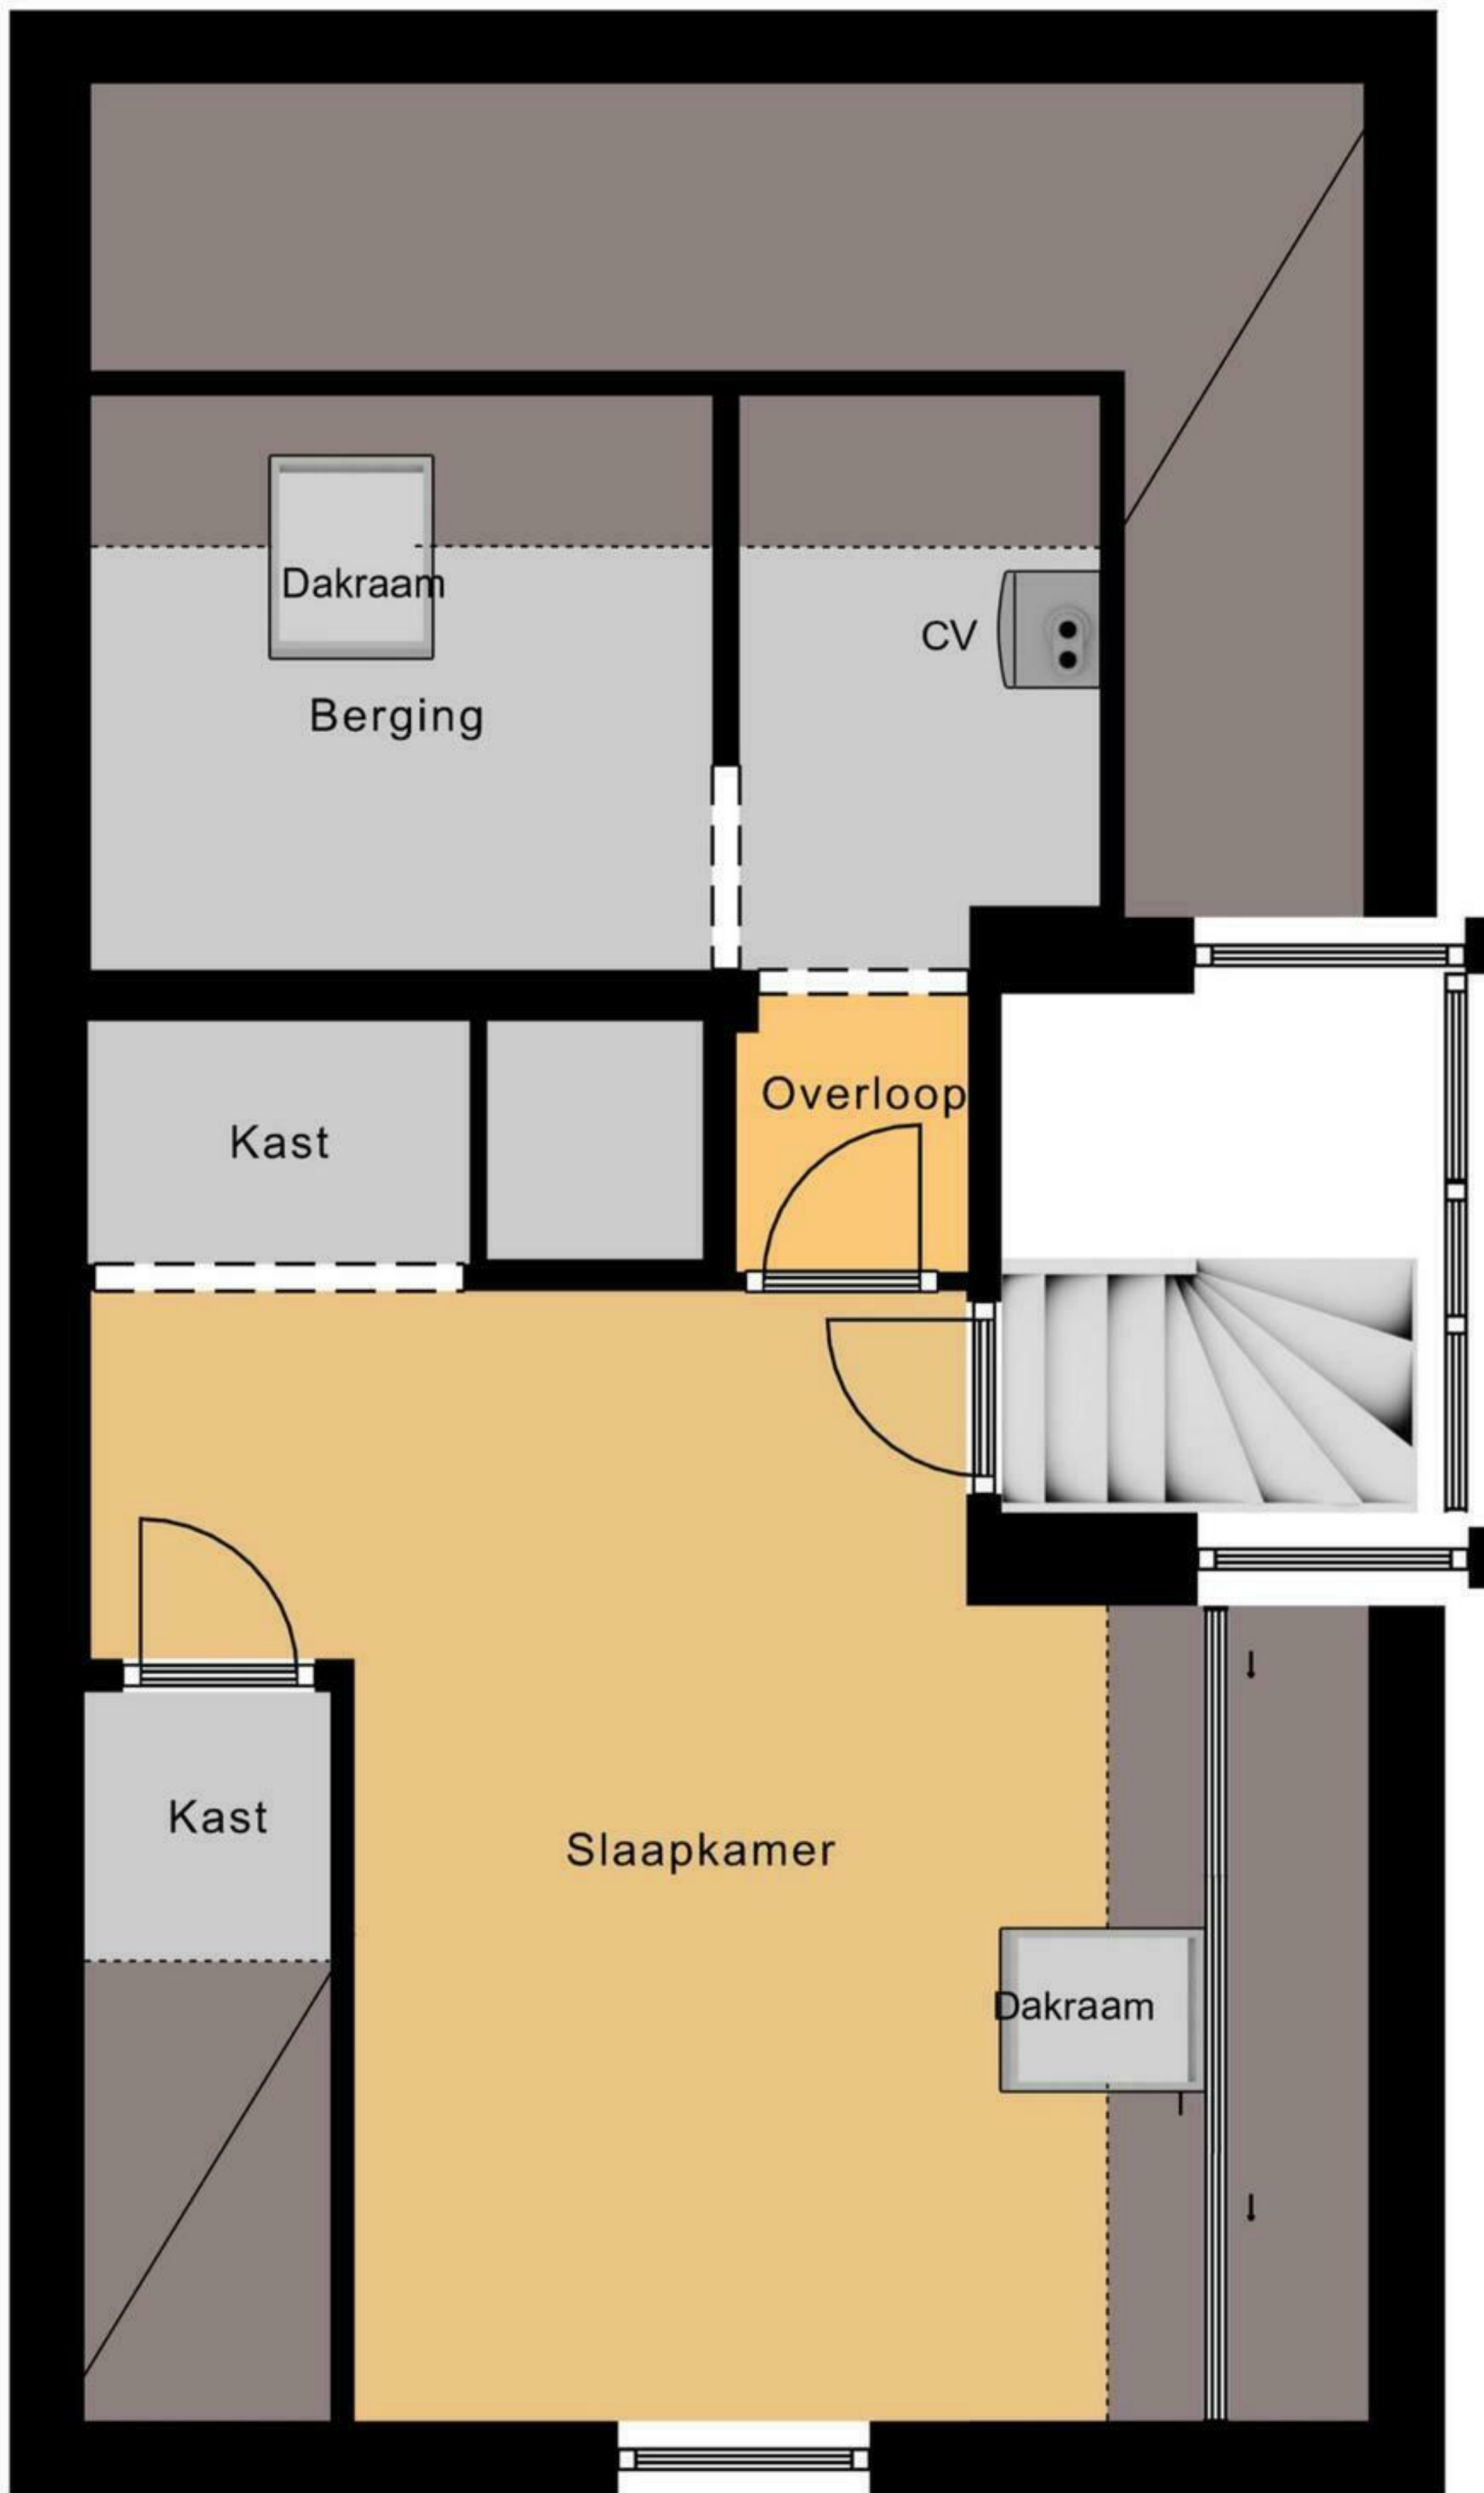 Dakraam
CV
Berging
Overloop
Kast
Kast
Slaapkamer
Dakraam